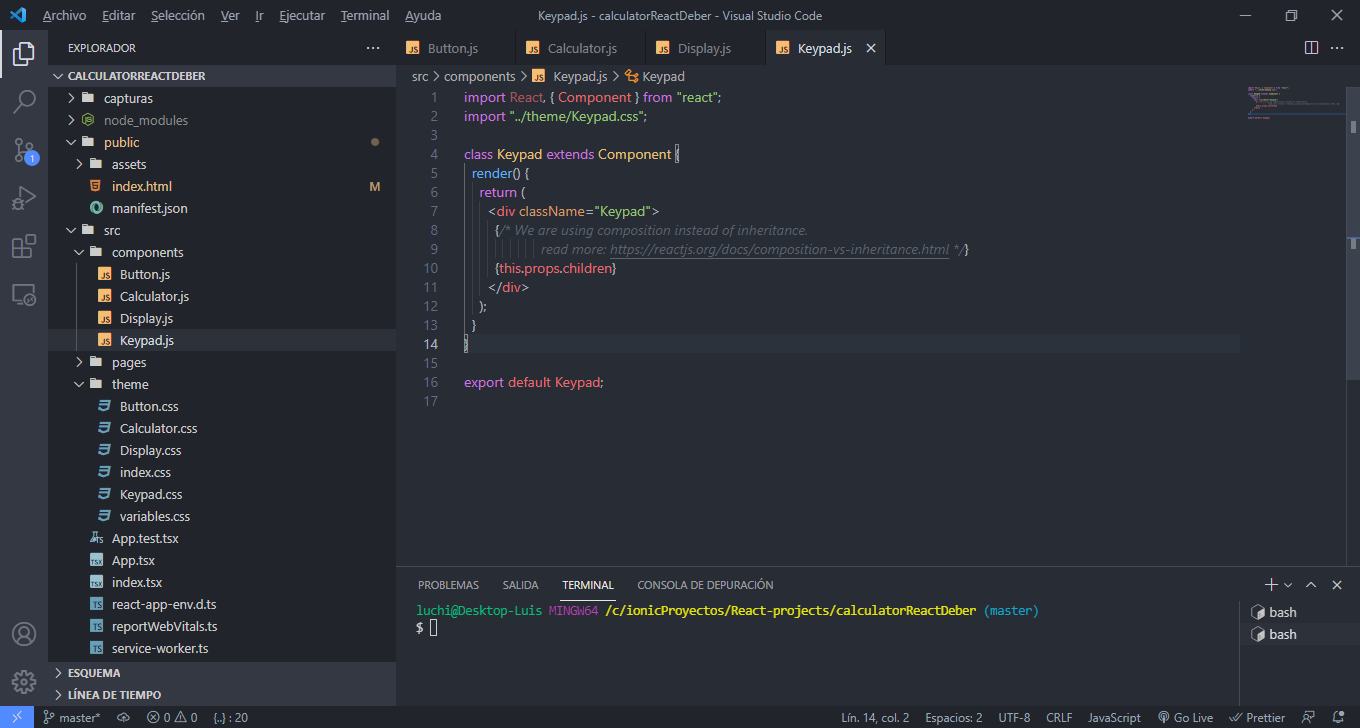 Archivo Editar Selección Ver Ir Ejecutar Terminal Ayuda Keypad.js - calculatorReactDeber - Visual Studio Code
EXPLORADOR
CALCULATORREACTDEBER
capturas
node_modules
public
assets
index.html M
manifest.json
src
components
Button.js
Calculator.js
Display.js
Keypad.js
pages
theme
Button.css
Calculator.css
Display.css
index.css
Keypad.css
variables.css
App.test.tsx
App.tsx
index.tsx
react-app-env.d.ts
reportWebVitals.ts
service-worker.ts
ESQUEMA
LÍNEA DE TIEMPO
1
Button.js Calculator.js Display.js Keypad.js
src > components > Keypad.js > Keypad
1 import React, { Component } from "react";
2 import "../theme/Keypad.css";
3
4 class Keypad extends Component {
5 render() {
6 return (
7 <div className="Keypad">
8 {/* We are using composition instead of inheritance.
9 read more: https://reactjs.org/docs/composition-vs-inheritance.html */}
10 {this.props.children}
11 </div>
12 );
13 }
14 }
15
16 export default Keypad;
17
PROBLEMAS SALIDA TERMINAL CONSOLA DE DEPURACIÓN
luchi@Desktop-Luis MINGW64 /c/ionicProyectos/React-projects/calculatorReactDeber (master)
$
bash
bash
master* 0 0 {..} : 20 Lín. 14, col. 2 Espacios: 2 UTF-8 CRLF JavaScript Go Live Prettier